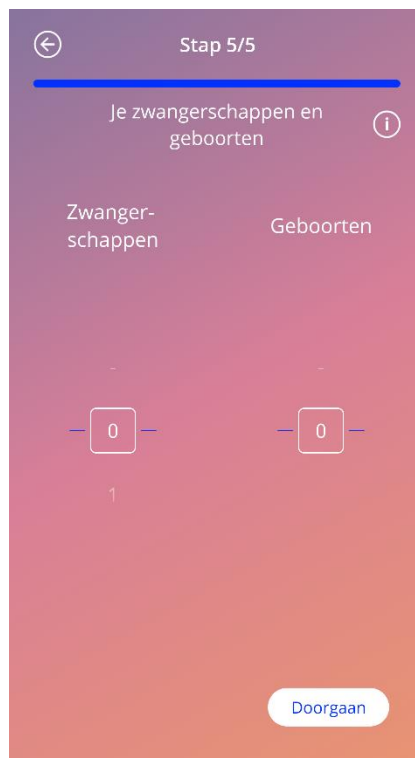 Stap 5/5
Je zwangerschappen en
geboorten
Zwanger-
schappen
Geboorten
-
-
0
0
1
Doorgaan